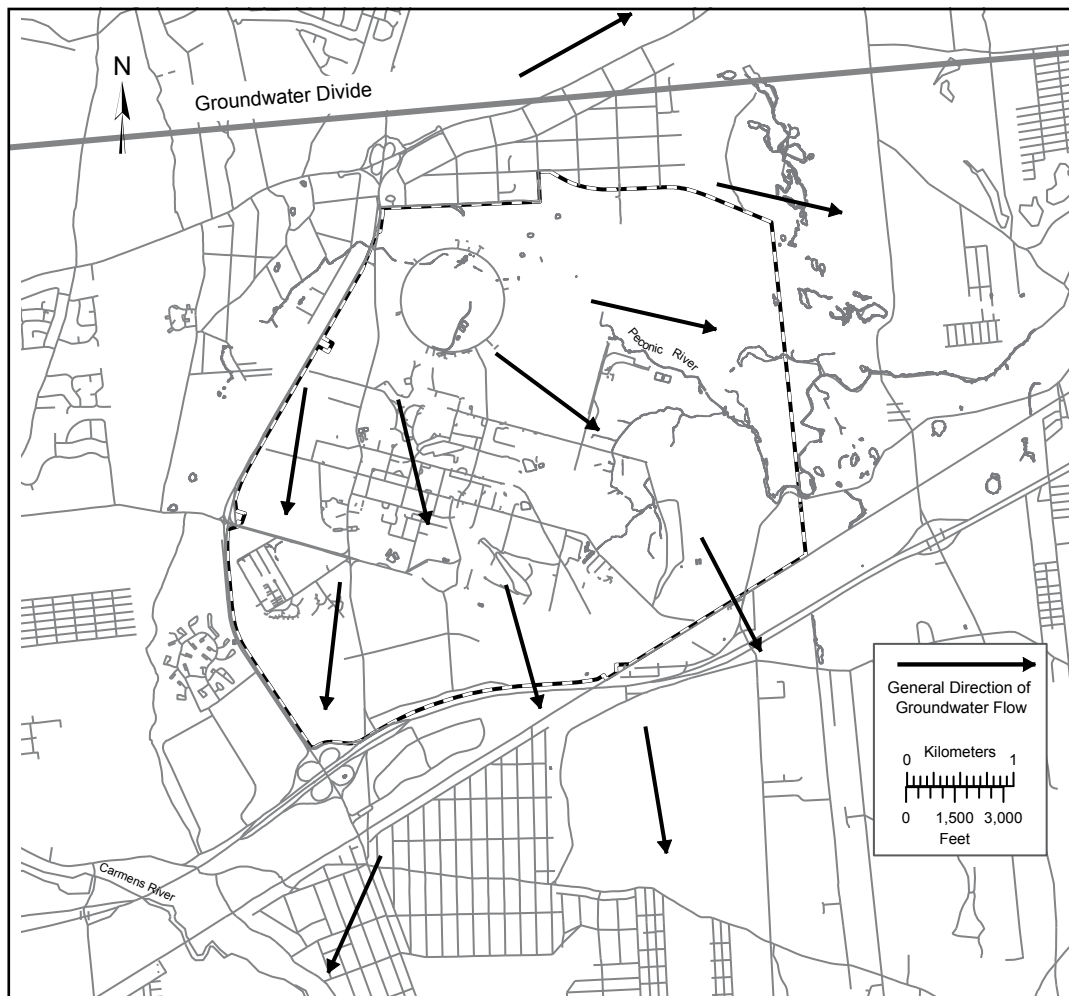 N
Groundwater Divide
Peconic River
General Direction of
Groundwater Flow
Kilometers
0 1
0 1,500 3,000
Feet
Carmens River